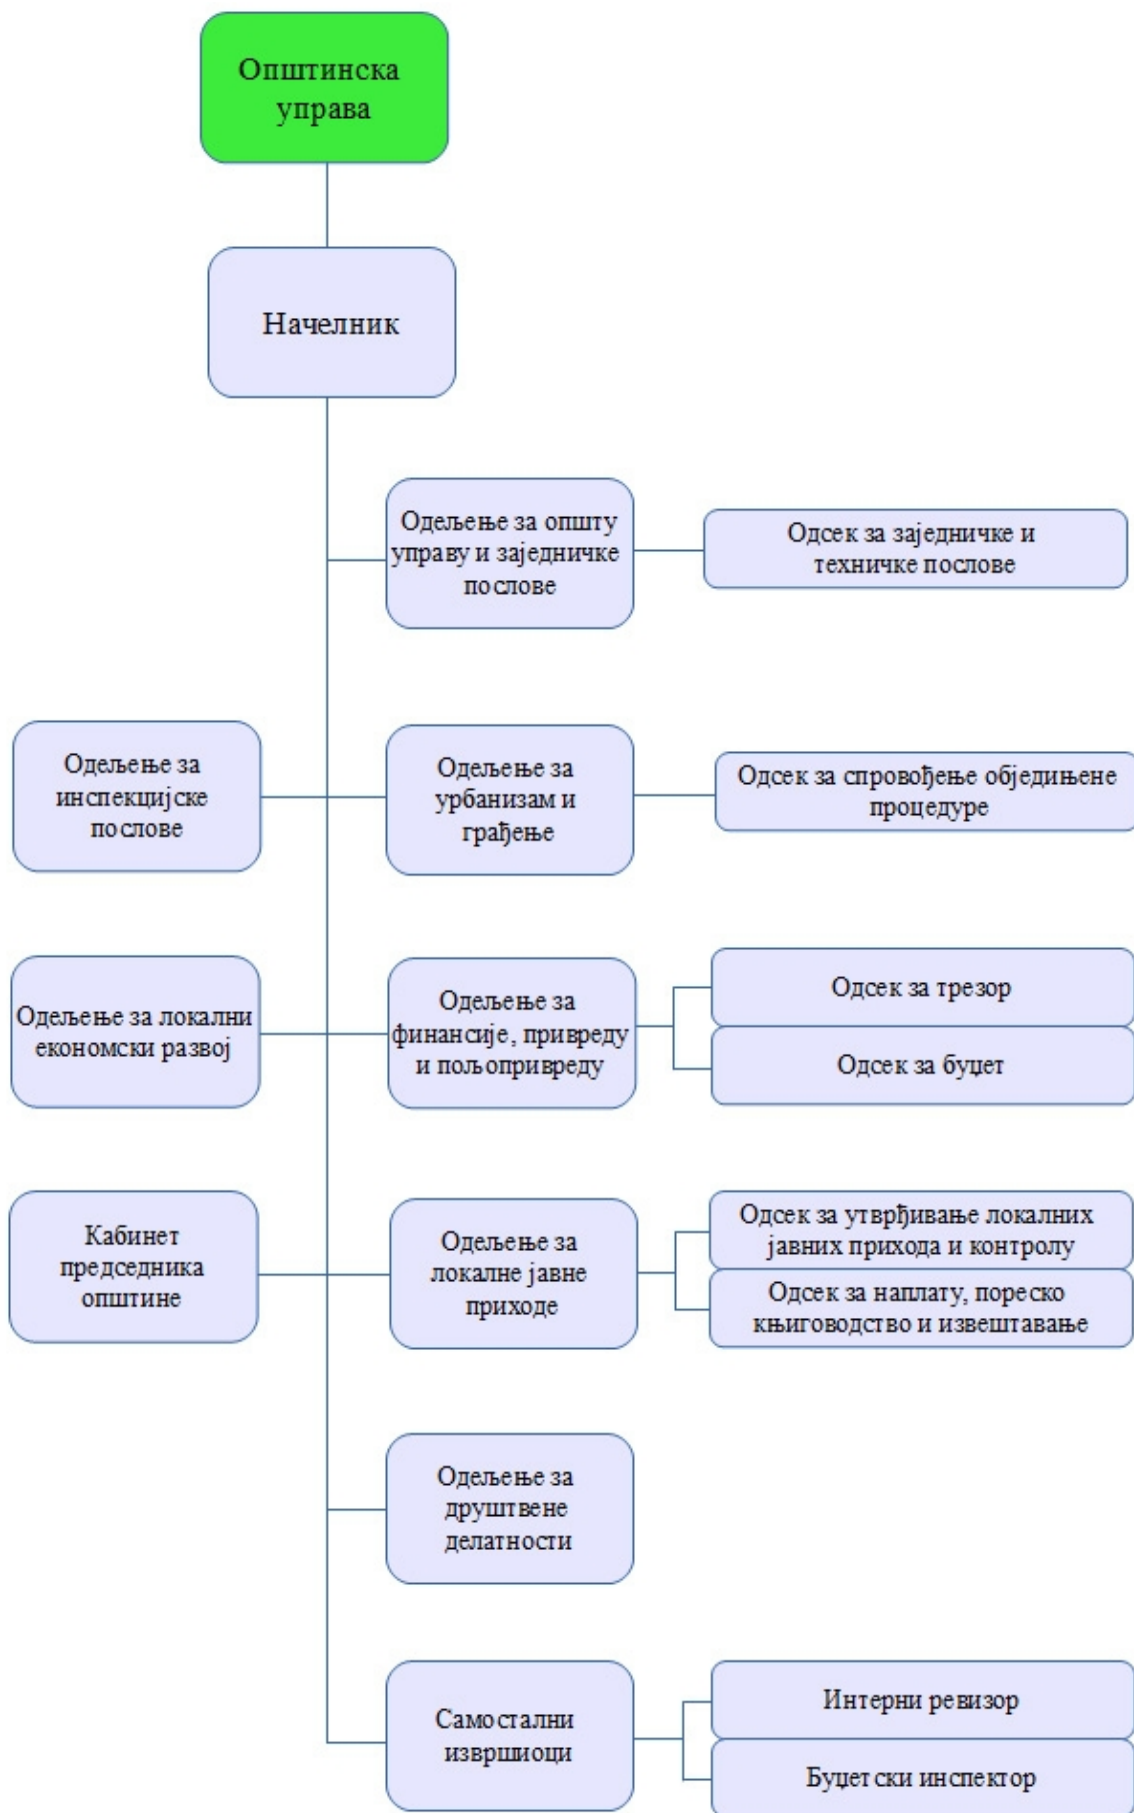 Општинска
управа
Начелник
Одељење за општу
управу и заједничке
послове
Одсек за заједничке и
техничке послове
Одељење за
инспекцијске
послове
Одељење за
урбанизам и
грађење
Одсек за спровођење обједињене
процедуре
Одељење за локални
економски развој
Одељење за
финансије, привреду
и пољопривреду
Одсек за трезор
Одсек за буџет
Кабинет
председника
општине
Одељење за
локалне јавне
приходе
Одсек за утврђивање локалних
јавних прихода и контролу
Одсек за наплату, пореско
књиговодство и извештавање
Одељење за
друштвене
делатности
Самостални
извршиоци
Интерни ревизор
Буџетски инспектор